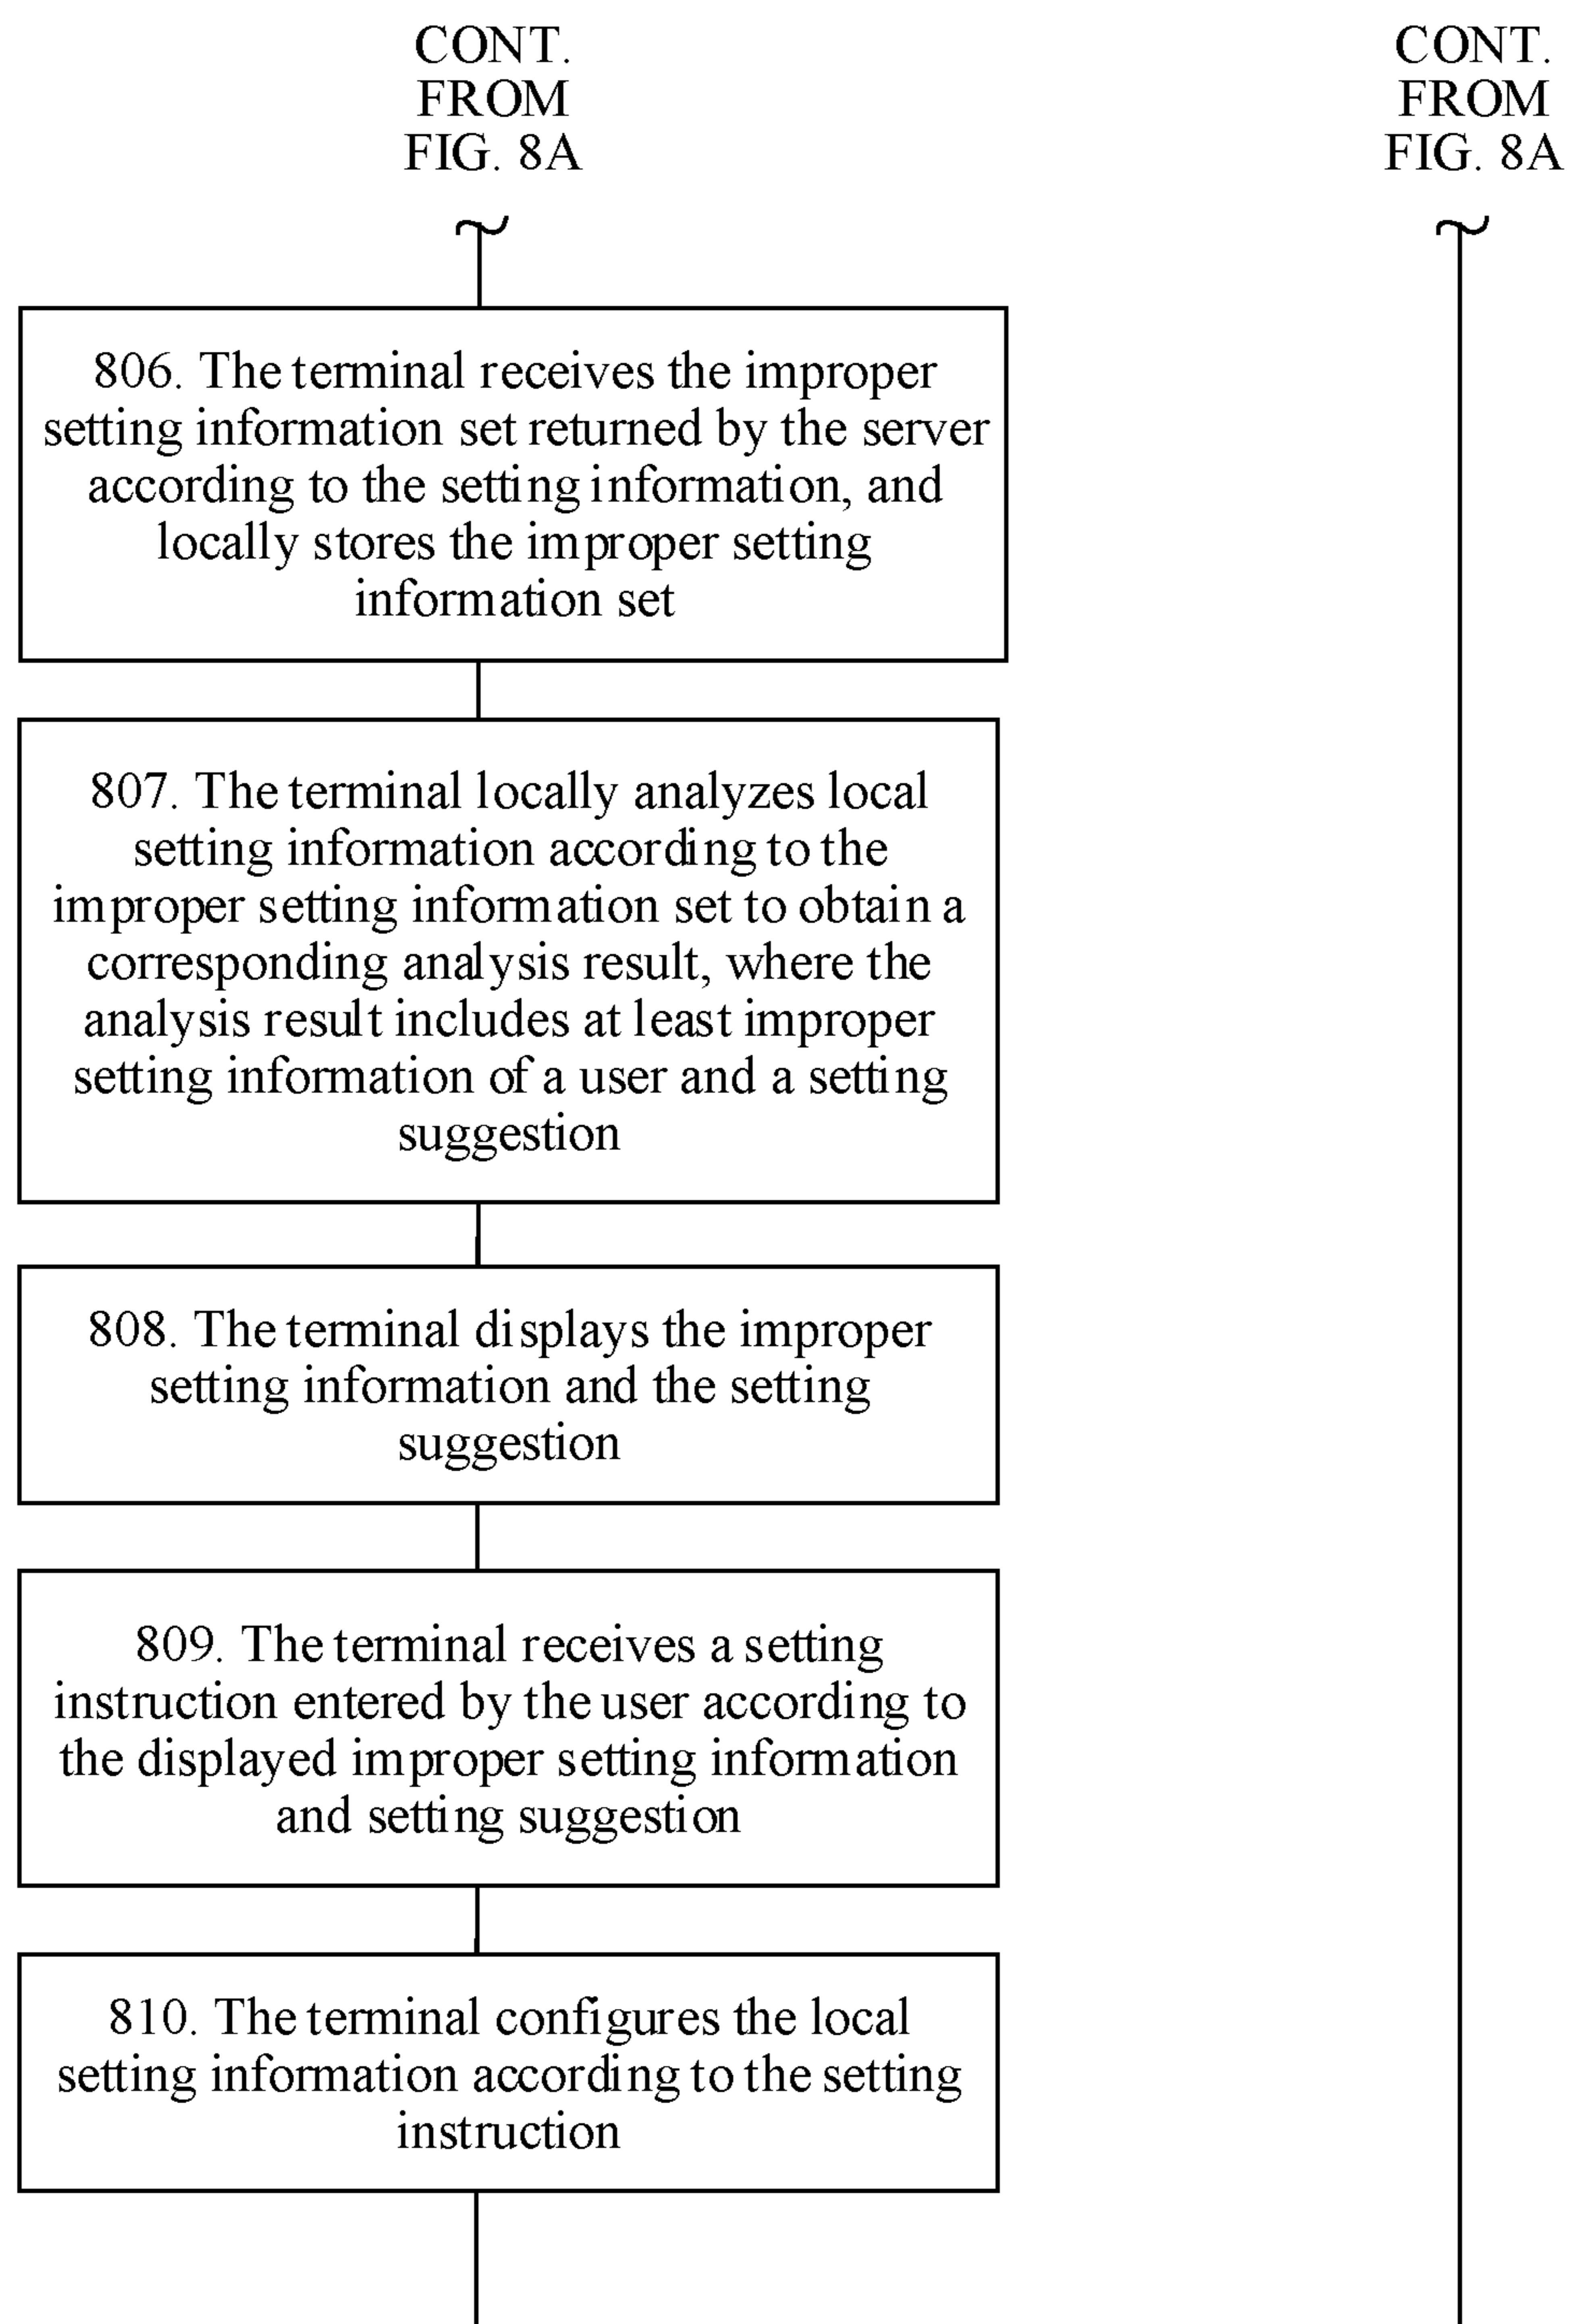 CONT.
FROM
FIG. 8A
CONT.
FROM
FIG. 8A
806. The terminal receives the improper
setting information set returned by the server
according to the setting information, and
locally stores the improper setting
information set
807. The terminal locally analyzes local
setting information according to the
improper setting information set to obtain a
corresponding analysis result, where the
analysis result includes at least improper
setting information of a user and a setting
suggestion
808. The terminal displays the improper
setting information and the setting
suggestion
809. The terminal receives a setting
instruction entered by the user according to
the displayed improper setting information
and setting suggestion
810. The terminal configures the local
setting information according to the setting
instruction